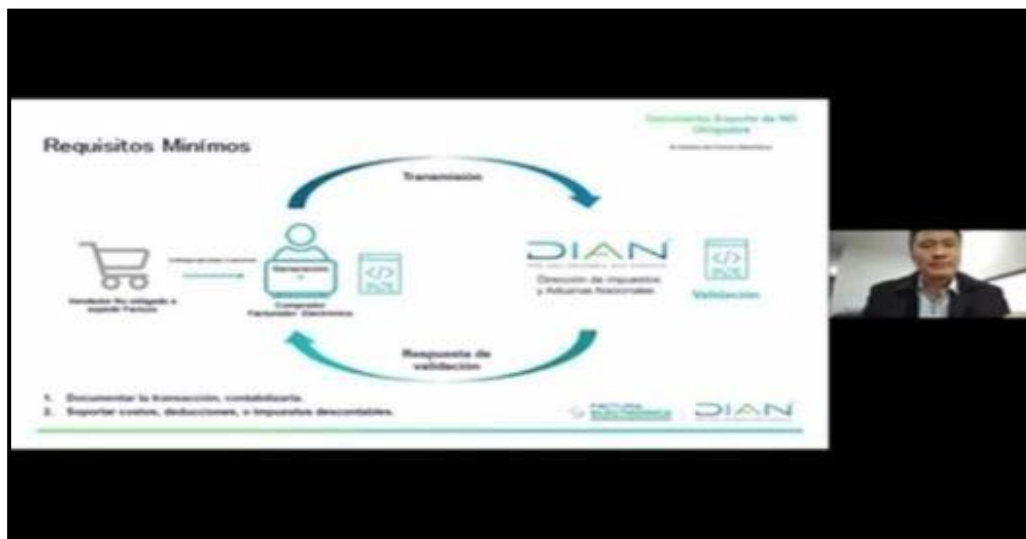 Documento Soporte de NO
Obligados
Requisitos Minímos
Transmisión
DIAN
Generación
Dirección de Impuestos
y Aduanas Nacionales
Vendedor No obligado a
expedir Factura
Comprador
Facturador Electrónico
Validación
Respuesta de
validación
1. Documentar la transacción, contabilizarla.
2. Soportar costos, deducciones, o impuestos descontables.
FACTURA
ELECTRÓNICA
DIAN